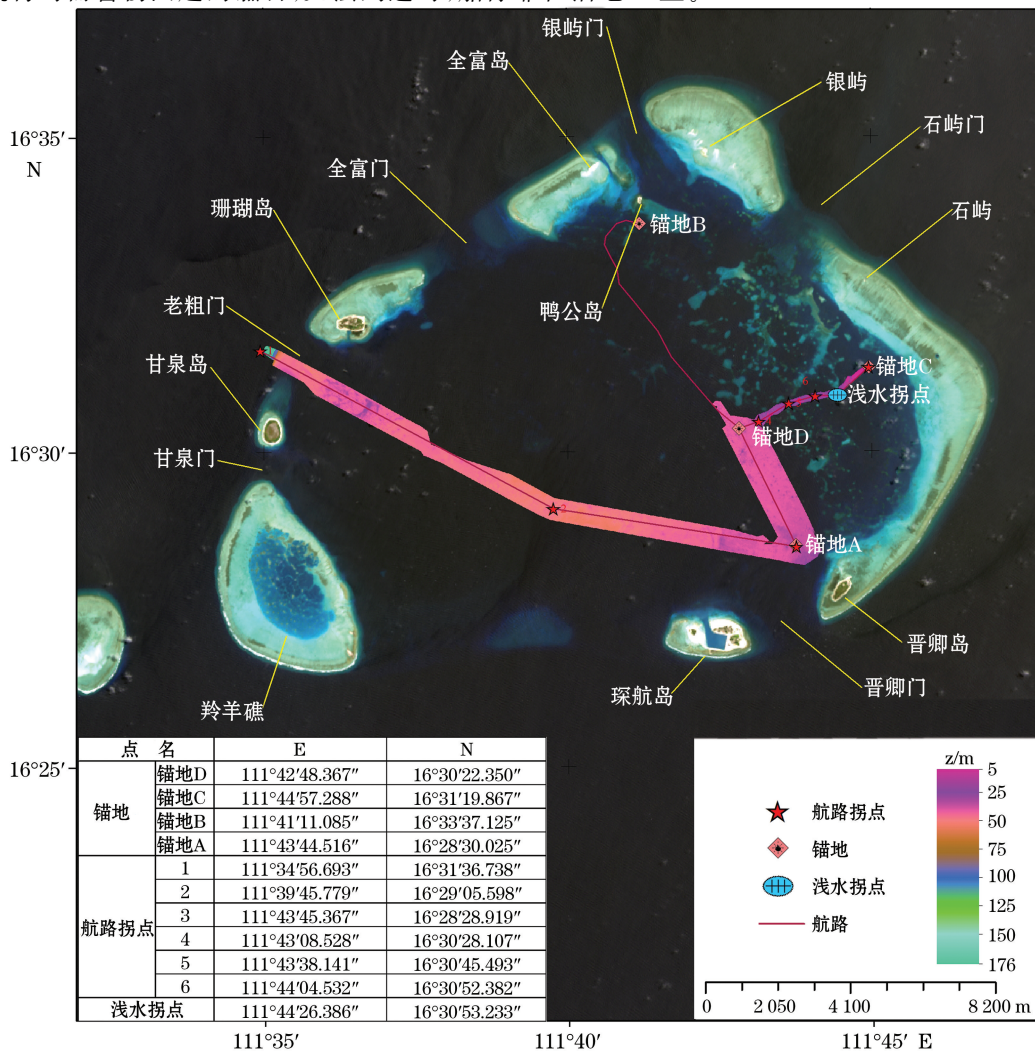 银屿门
全富岛
银屿
16°35′
N
石屿门
全富门
珊瑚岛
石屿
锚地B
老粗门
鸭公岛
甘泉岛
锚地C
6
浅水拐点
16°30′
锚地D
甘泉门
2
锚地A
晋卿岛
琛航岛
晋卿门
羚羊礁
16°25′
点 名 E N
锚地
锚地D 111°42′48.367″ 16°30′22.350″
锚地C 111°44′57.288″ 16°31′19.867″
锚地B 111°41′11.085″ 16°33′37.125″
锚地A 111°43′44.516″ 16°28′30.025″
航路拐点
1 111°34′56.693″ 16°31′36.738″
2 111°39′45.779″ 16°29′05.598″
3 111°43′45.367″ 16°28′28.919″
4 111°43′08.528″ 16°30′28.107″
5 111°43′38.141″ 16°30′45.493″
6 111°44′04.532″ 16°30′52.382″
浅水拐点 111°44′26.386″ 16°30′53.233″
航路拐点
锚地
浅水拐点
航路
z/m
5
25
50
75
100
125
150
176
0 2 050 4 100 8 200 m
111°35′ 111°40′ 111°45′ E